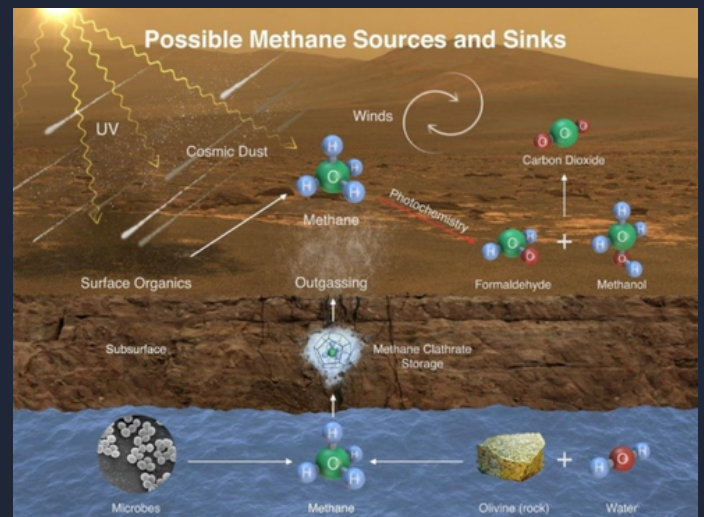 Possible Methane Sources and Sinks
UV
Cosmic Dust
Winds
H
H
H
H
O
Methane
O
O
O
Carbon Dioxide
Photochemistry
H
H
O
O
Formaldehyde
+
H
H
H
O
O
H
Methanol
Surface Organics
Outgassing
Subsurface
Methane Clathrate
Storage
Microbes
H
H
H
H
O
Methane
Olivine (rock)
+
H
O
H
Water